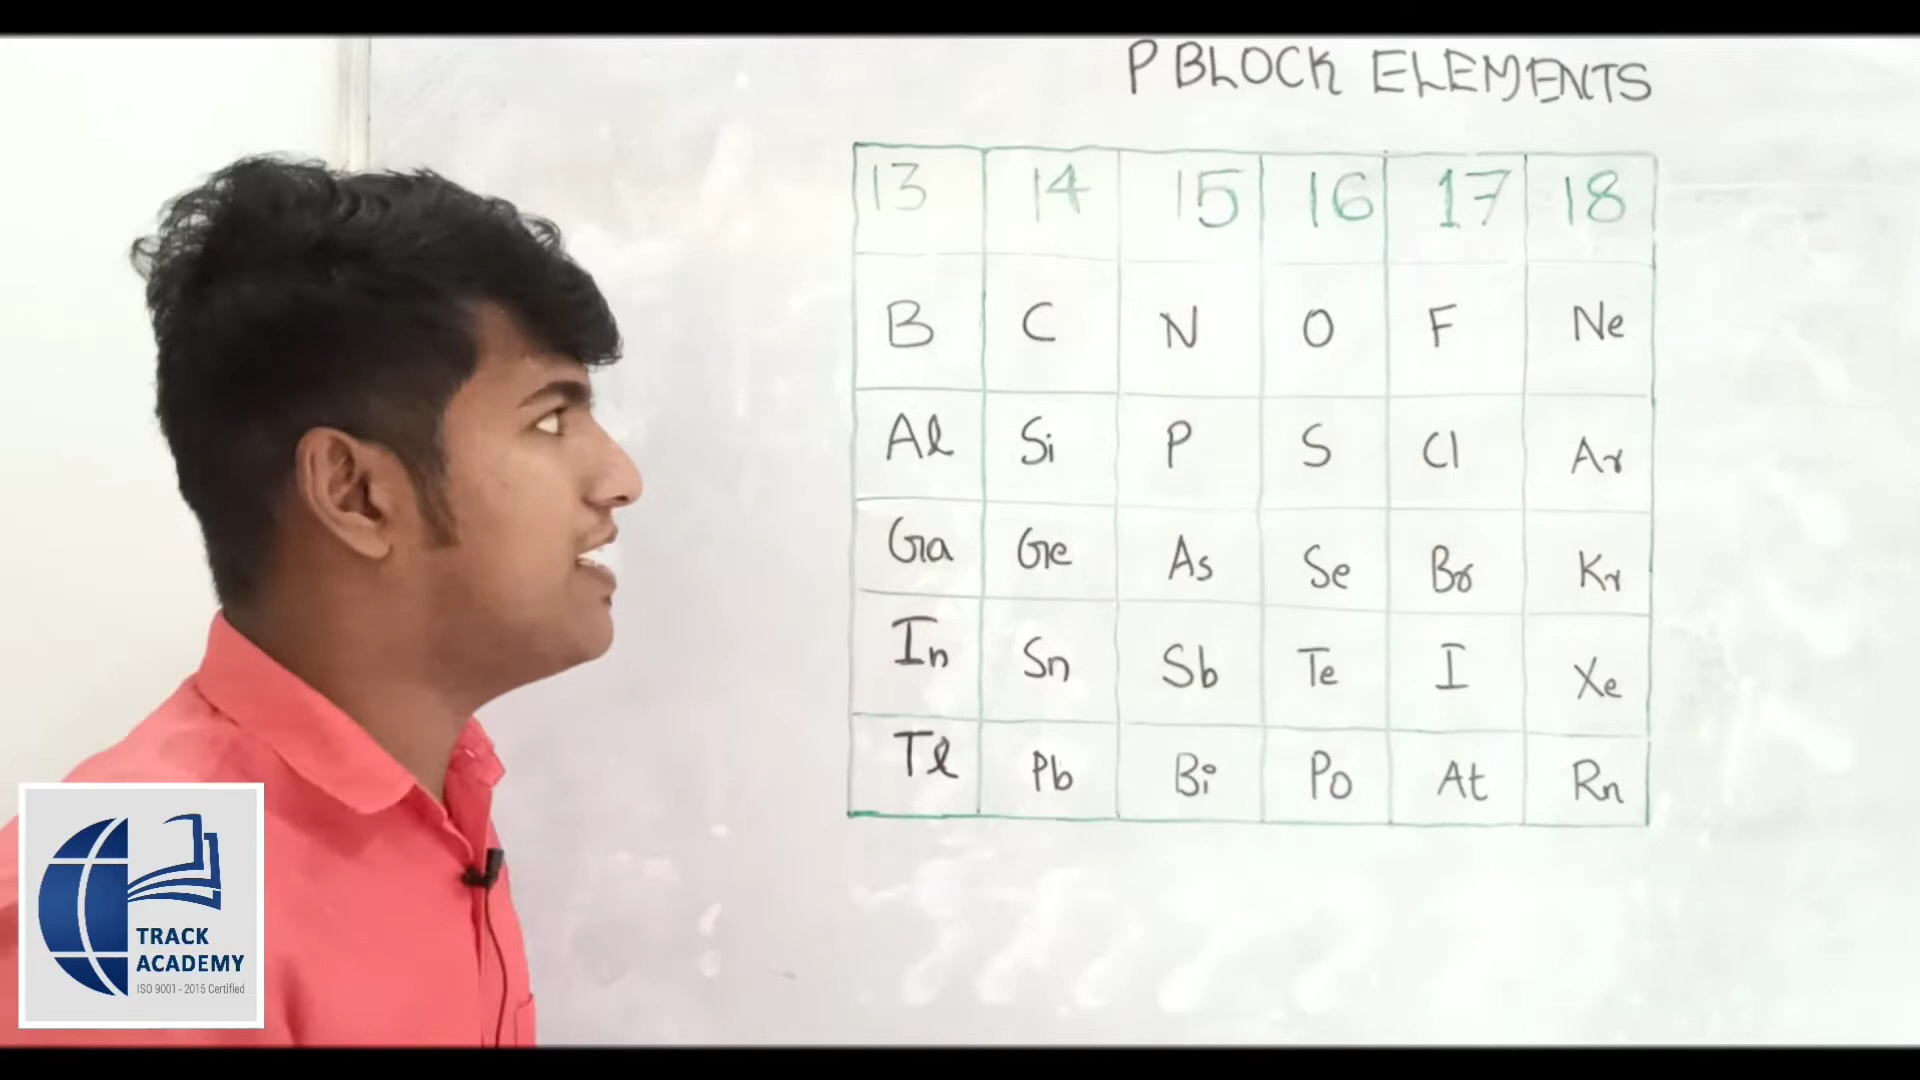 P BLOCK ELEMENTS
13 14 15 16 17 18
B C N O F Ne
Al Si P S Cl Ar
Ga Ge As Se Br Kr
In Sn Sb Te I Xe
Tl Pb Bi Po At Rn
TRACK
ACADEMY
ISO 9001 - 2015 Certified